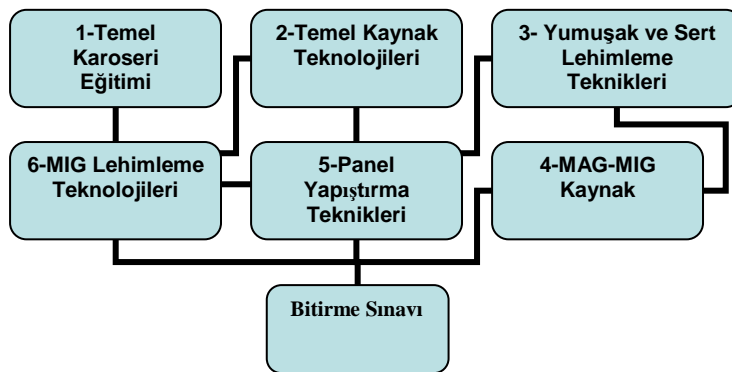 1-Temel
Karoseri
Eğitimi
2-Temel Kaynak
Teknolojileri
3- Yumuşak ve Sert
Lehimleme
Teknikleri
6-MIG Lehimleme
Teknolojileri
5-Panel
Yapıştırma
Teknikleri
4-MAG-MIG
Kaynak
Bitirme Sınavı